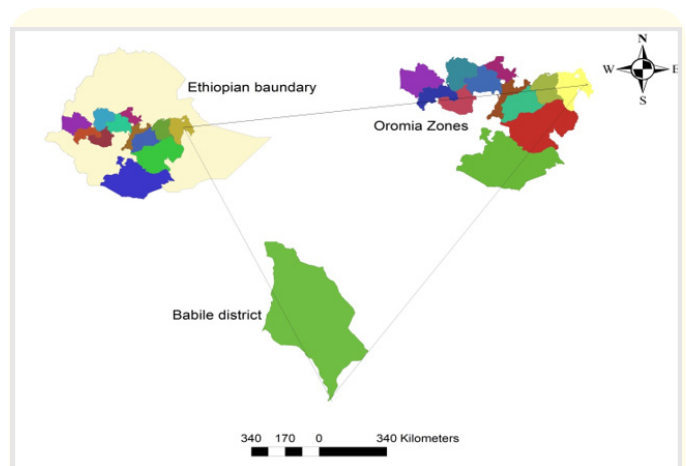 N
W E
S
Ethiopian baundary
Oromia Zones
Babile district
340 170 0 340 Kilometers